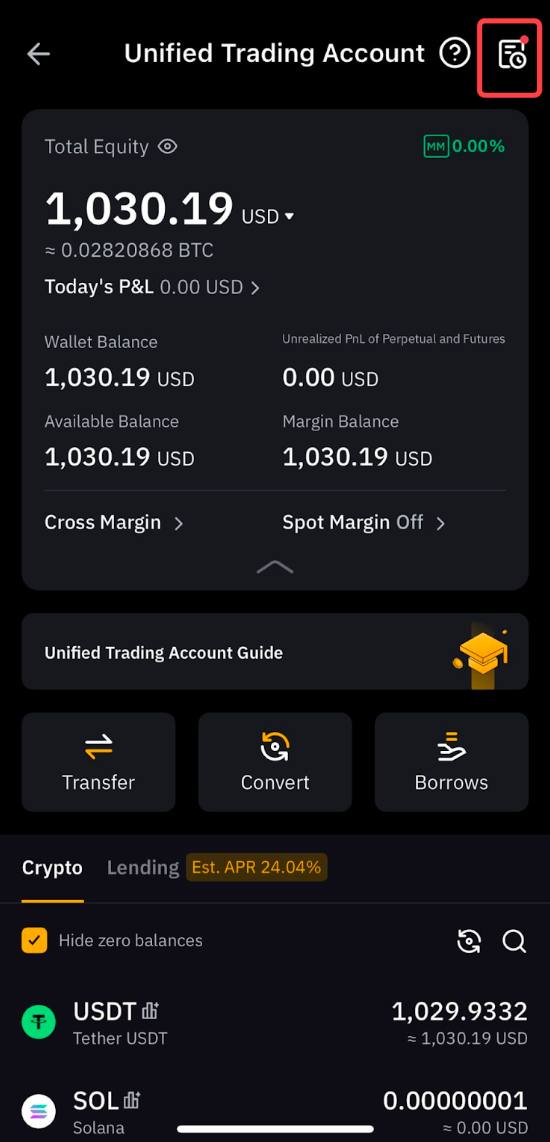 Unified Trading Account ?
Total Equity MM 0.00%
1,030.19 USD
≈ 0.02820868 BTC
Today's P&L 0.00 USD >
Wallet Balance Unrealized PnL of Perpetual and Futures
1,030.19 USD 0.00 USD
Available Balance Margin Balance
1,030.19 USD 1,030.19 USD
Cross Margin > Spot Margin Off >
Unified Trading Account Guide
Transfer Convert Borrows
Crypto Lending Est. APR 24.04%
Hide zero balances
USDT 1,029.9332
Tether USDT ≈ 1,030.19 USD
SOL 0.00000001
Solana ≈ 0.00 USD